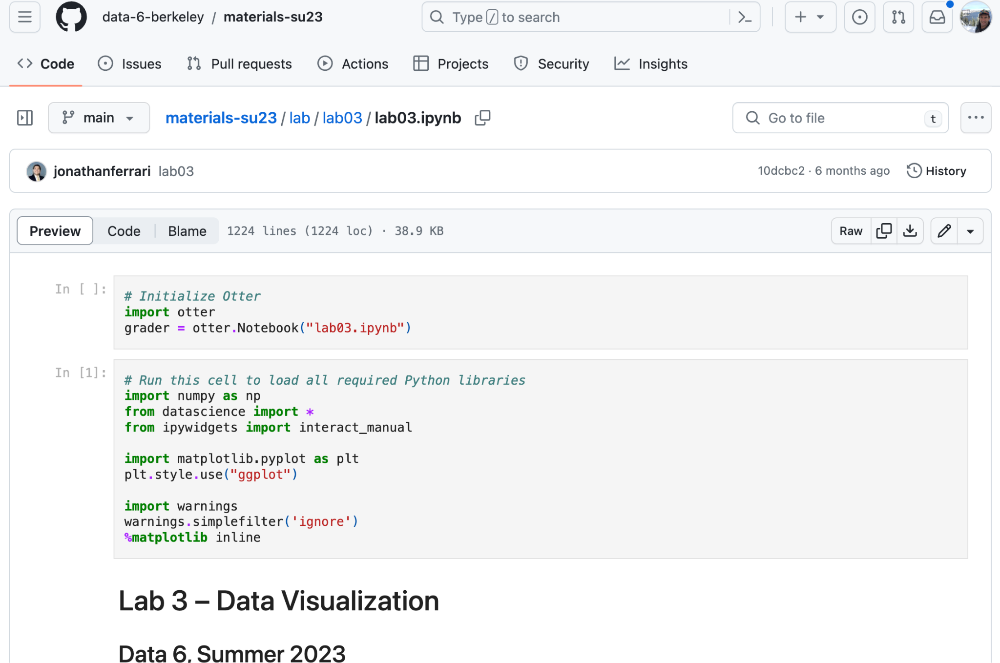 data-6-berkeley / materials-su23
Type / to search
Code
Issues
Pull requests
Actions
Projects
Security
Insights
main
materials-su23 / lab / lab03 / lab03.ipynb
Go to file
t
jonathanferrari lab03
10dcbc2 · 6 months ago
History
Preview
Code
Blame
1224 lines (1224 loc) · 38.9 KB
Raw
In [ ]:
# Initialize Otter
import otter
grader = otter.Notebook("lab03.ipynb")
In [1]:
# Run this cell to load all required Python libraries
import numpy as np
from datascience import *
from ipywidgets import interact_manual
import matplotlib.pyplot as plt
plt.style.use("ggplot")
import warnings
warnings.simplefilter('ignore')
%matplotlib inline
Lab 3 – Data Visualization
Data 6, Summer 2023